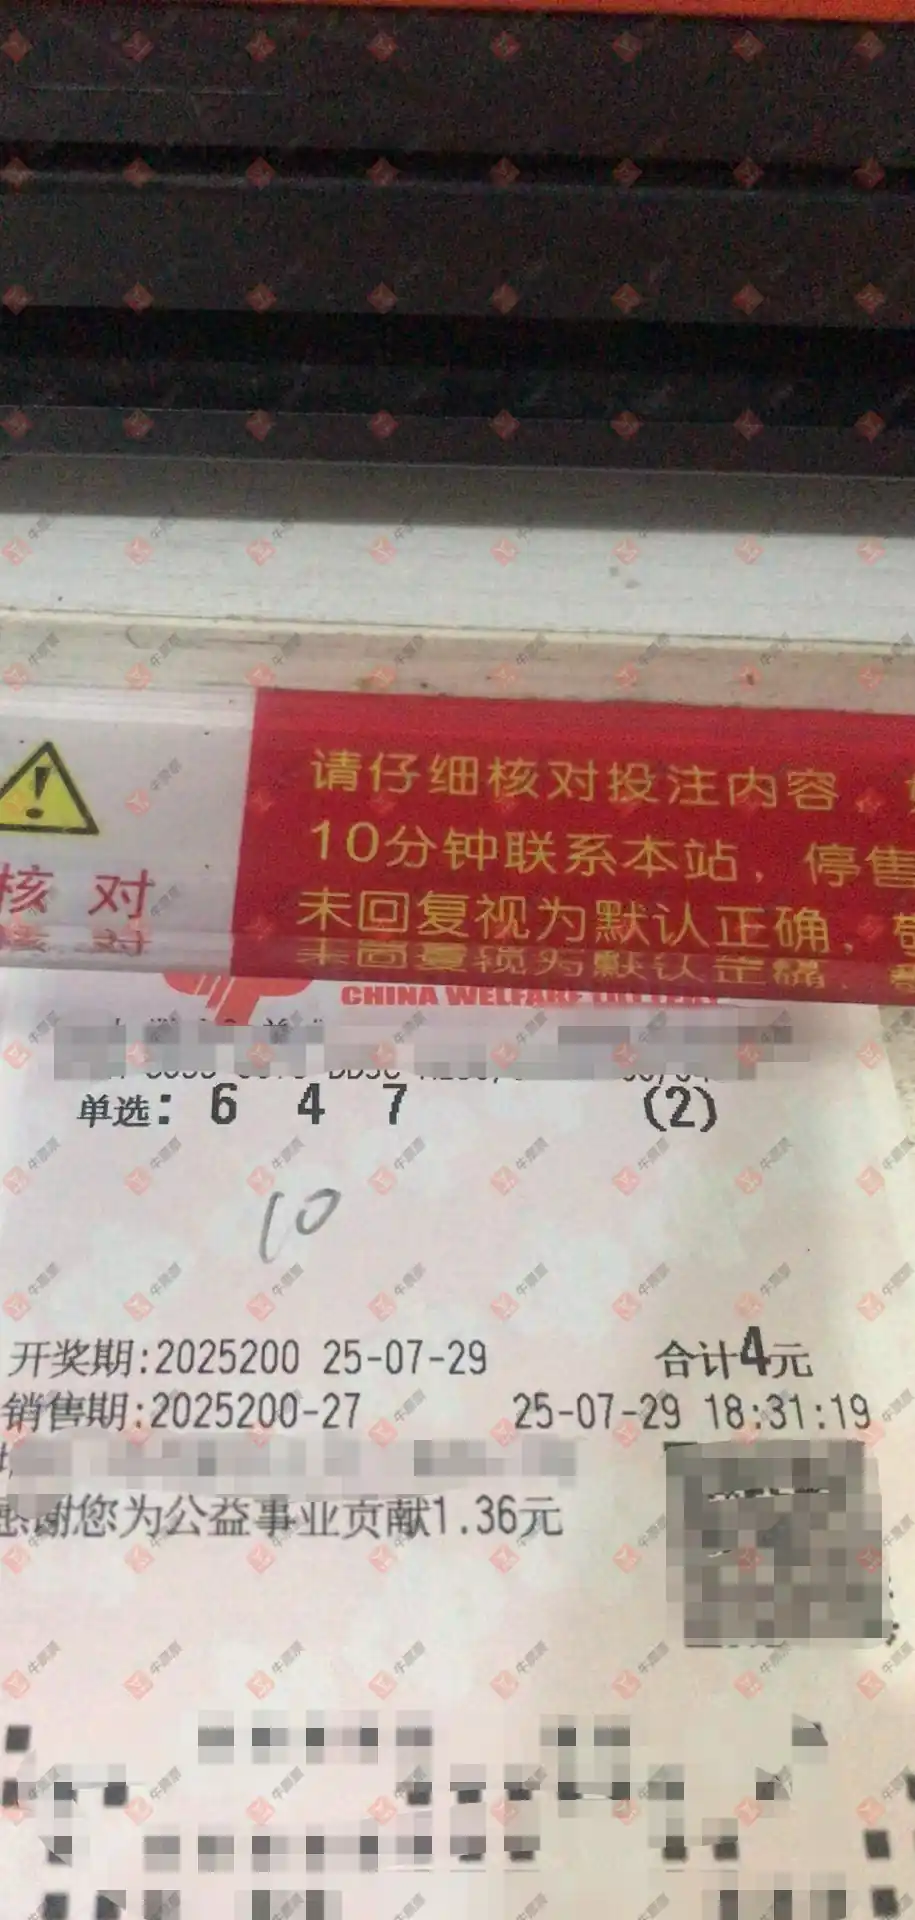 请仔细核对投注内容
10分钟联系本站，停售
未回复视为默认正确，
核 对
CHINA WELFARE LOTTERY
单选: 6 4 7 (2)
10
开奖期:2025200 25-07-29 合计4元
销售期:2025200-27 25-07-29 18:31:19
感谢您为公益事业贡献1.36元